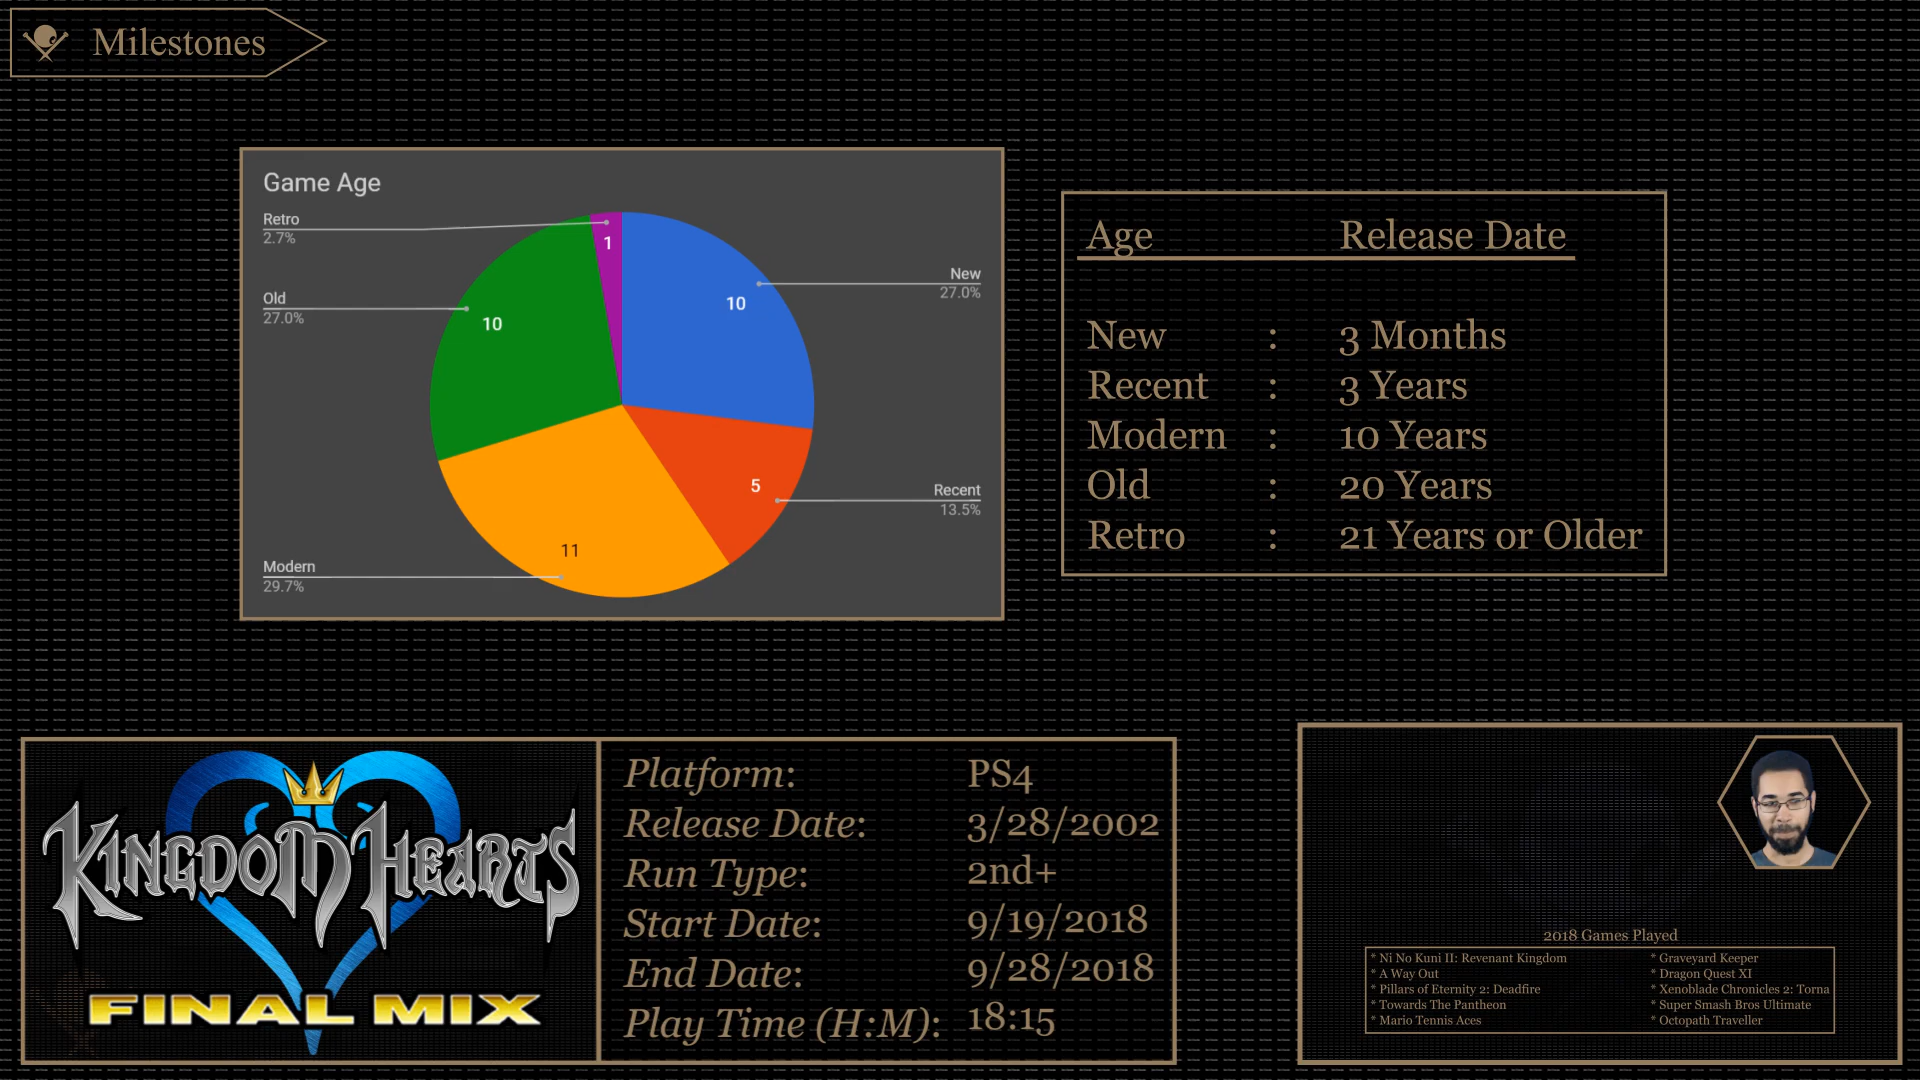 Milestones
Game Age
Retro
2.7%
1
New
27.0%
10
Old
27.0%
10
Recent
13.5%
5
11
Modern
29.7%
Age Release Date
New : 3 Months
Recent : 3 Years
Modern : 10 Years
Old : 20 Years
Retro : 21 Years or Older
KINGDOM HEARTS
FINAL MIX
Platform: PS4
Release Date: 3/28/2002
Run Type: 2nd+
Start Date: 9/19/2018
End Date: 9/28/2018
Play Time (H:M): 18:15
2018 Games Played
* Ni No Kuni II: Revenant Kingdom
* A Way Out
* Pillars of Eternity 2: Deadfire
* Towards The Pantheon
* Mario Tennis Aces
* Graveyard Keeper
* Dragon Quest XI
* Xenoblade Chronicles 2: Torna
* Super Smash Bros Ultimate
* Octopath Traveller